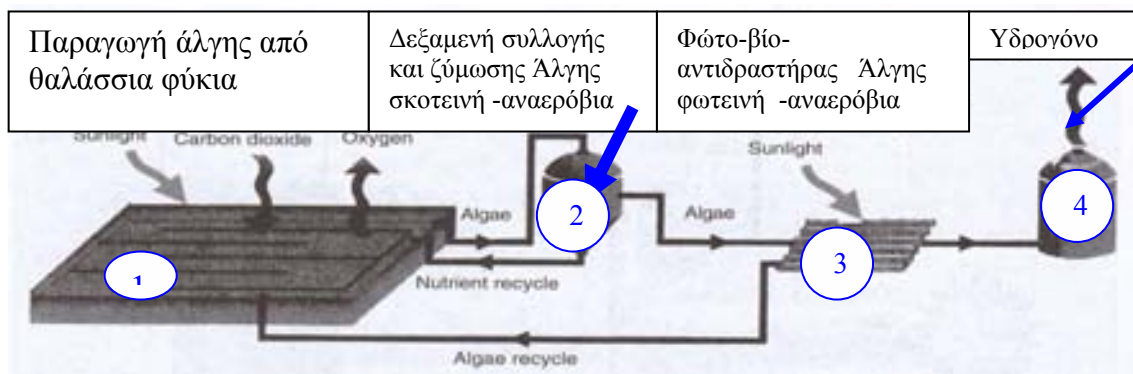 Παραγωγή άλγης από
θαλάσσια φύκια
Δεξαμενή συλλογής
και ζύμωσης Άλγης
σκοτεινή -αναερόβια
Φώτο-βίο-
αντιδραστήρας Άλγης
φωτεινή -αναερόβια
Υδρογόνο
Sunlight
Carbon dioxide
Oxygen
Sunlight
Algae
Algae
Nutrient recycle
Algae recycle
1
2
3
4